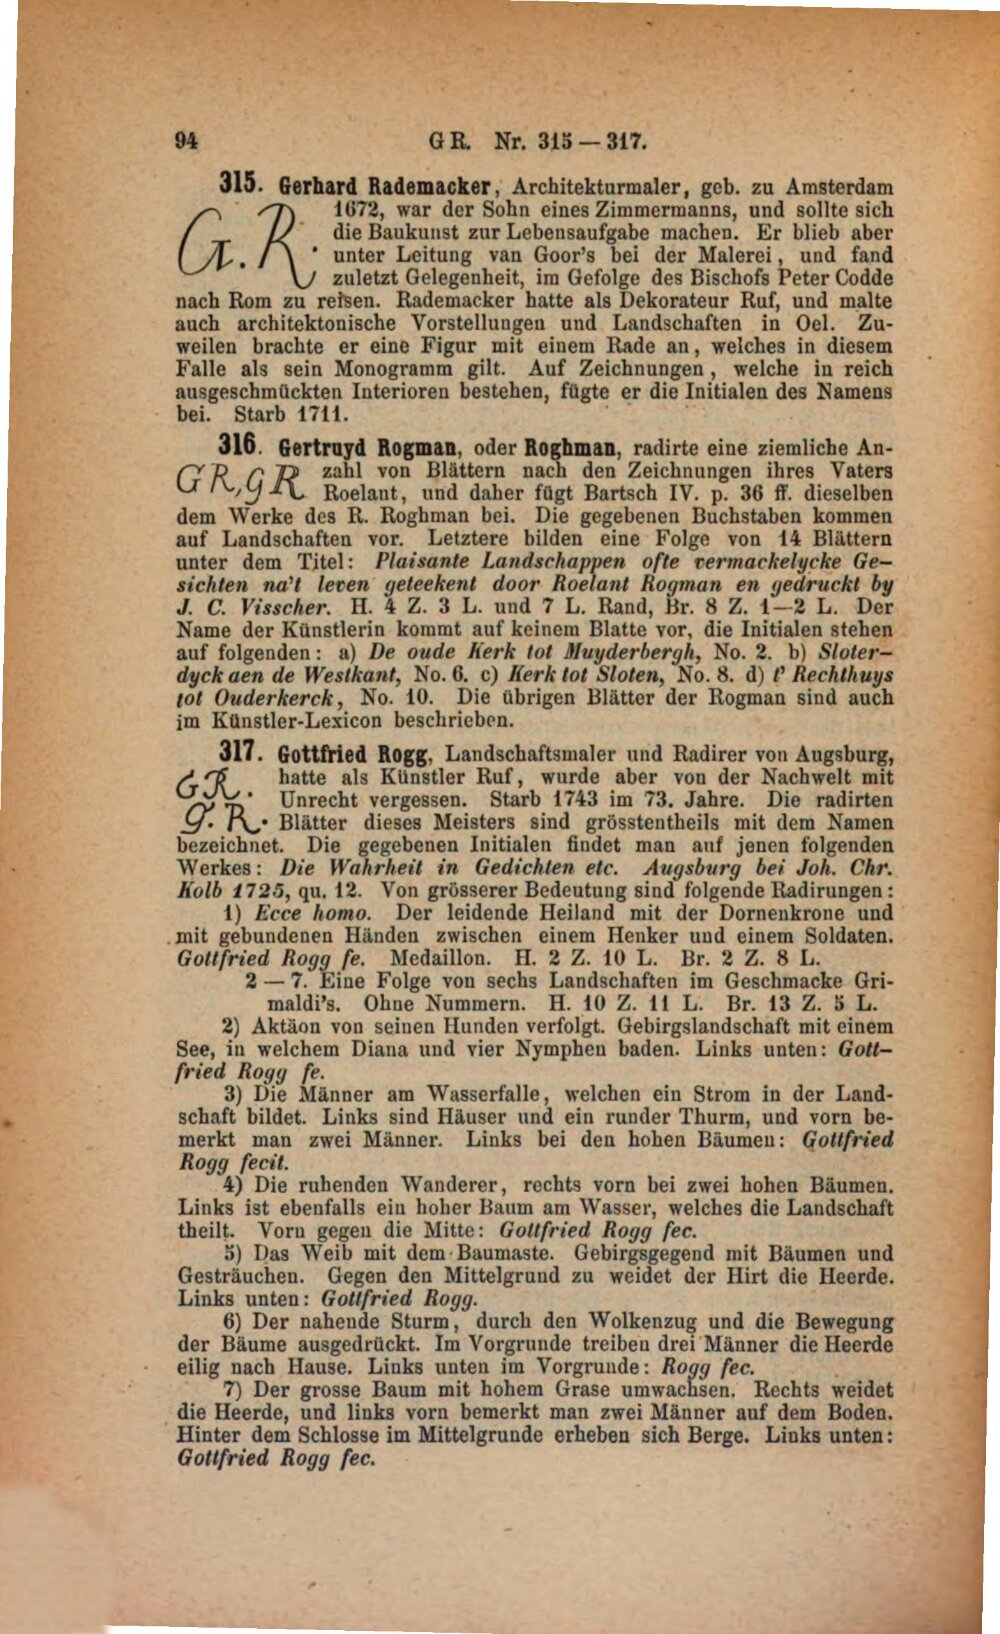 94 GR. Nr. 315 — 317.
315. Gerhard Rademacker, Architekturmaler, geb. zu Amsterdam
G. R. 1672, war der Sohn eines Zimmermanns, und sollte sich
die Baukunst zur Lebensaufgabe machen. Er blieb aber
unter Leitung van Goor's bei der Malerei, und fand
zuletzt Gelegenheit, im Gefolge des Bischofs Peter Codde
nach Rom zu reisen. Rademacker hatte als Dekorateur Ruf, und malte
auch architektonische Vorstellungen und Landschaften in Oel. Zu-
weilen brachte er eine Figur mit einem Rade an, welches in diesem
Falle als sein Monogramm gilt. Auf Zeichnungen, welche in reich
ausgeschmückten Interioren bestehen, fügte er die Initialen des Namens
bei. Starb 1711.
316. Gertruyd Rogman, oder Roghman, radirte eine ziemliche An-
GR, gR zahl von Blättern nach den Zeichnungen ihres Vaters
Roelant, und daher fügt Bartsch IV. p. 36 ff. dieselben
dem Werke des R. Roghman bei. Die gegebenen Buchstaben kommen
auf Landschaften vor. Letztere bilden eine Folge von 14 Blättern
unter dem Titel: Plaisante Landschappen ofte vermackelycke Ge-
sichten na't leven geteekent door Roelant Rogman en gedruckt by
J. C. Visscher. H. 4 Z. 3 L. und 7 L. Rand, Br. 8 Z. 1—2 L. Der
Name der Künstlerin kommt auf keinem Blatte vor, die Initialen stehen
auf folgenden: a) De oude Kerk tot Muyderbergh, No. 2. b) Sloter-
dyck aen de Westkant, No. 6. c) Kerk tot Sloten, No. 8. d) t' Rechthuys
tot Ouderkerck, No. 10. Die übrigen Blätter der Rogman sind auch
im Künstler-Lexicon beschrieben.
317. Gottfried Rogg, Landschaftsmaler und Radirer von Augsburg,
GR. hatte als Künstler Ruf, wurde aber von der Nachwelt mit
Unrecht vergessen. Starb 1743 im 73. Jahre. Die radirten
g. R. Blätter dieses Meisters sind grösstentheils mit dem Namen
bezeichnet. Die gegebenen Initialen findet man auf jenen folgenden
Werkes: Die Wahrheit in Gedichten etc. Augsburg bei Joh. Chr.
Kolb 1725, qu. 12. Von grösserer Bedeutung sind folgende Radirungen:
1) Ecce homo. Der leidende Heiland mit der Dornenkrone und
mit gebundenen Händen zwischen einem Henker und einem Soldaten.
Gottfried Rogg fe. Medaillon. H. 2 Z. 10 L. Br. 2 Z. 8 L.
2 — 7. Eine Folge von sechs Landschaften im Geschmacke Gri-
maldi's. Ohne Nummern. H. 10 Z. 11 L. Br. 13 Z. 5 L.
2) Aktäon von seinen Hunden verfolgt. Gebirgslandschaft mit einem
See, in welchem Diana und vier Nymphen baden. Links unten: Gott-
fried Rogg fe.
3) Die Männer am Wasserfalle, welchen ein Strom in der Land-
schaft bildet. Links sind Häuser und ein runder Thurm, und vorn be-
merkt man zwei Männer. Links bei den hohen Bäumen: Gottfried
Rogg fecit.
4) Die ruhenden Wanderer, rechts vorn bei zwei hohen Bäumen.
Links ist ebenfalls ein hoher Baum am Wasser, welches die Landschaft
theilt. Vorn gegen die Mitte: Gottfried Rogg fec.
5) Das Weib mit dem Baumaste. Gebirgsgegend mit Bäumen und
Gesträuchen. Gegen den Mittelgrund zu weidet der Hirt die Heerde.
Links unten: Gottfried Rogg.
6) Der nahende Sturm, durch den Wolkenzug und die Bewegung
der Bäume ausgedrückt. Im Vorgrunde treiben drei Männer die Heerde
eilig nach Hause. Links unten im Vorgrunde: Rogg fec.
7) Der grosse Baum mit hohem Grase umwachsen. Rechts weidet
die Heerde, und links vorn bemerkt man zwei Männer auf dem Boden.
Hinter dem Schlosse im Mittelgrunde erheben sich Berge. Links unten:
Gottfried Rogg fec.